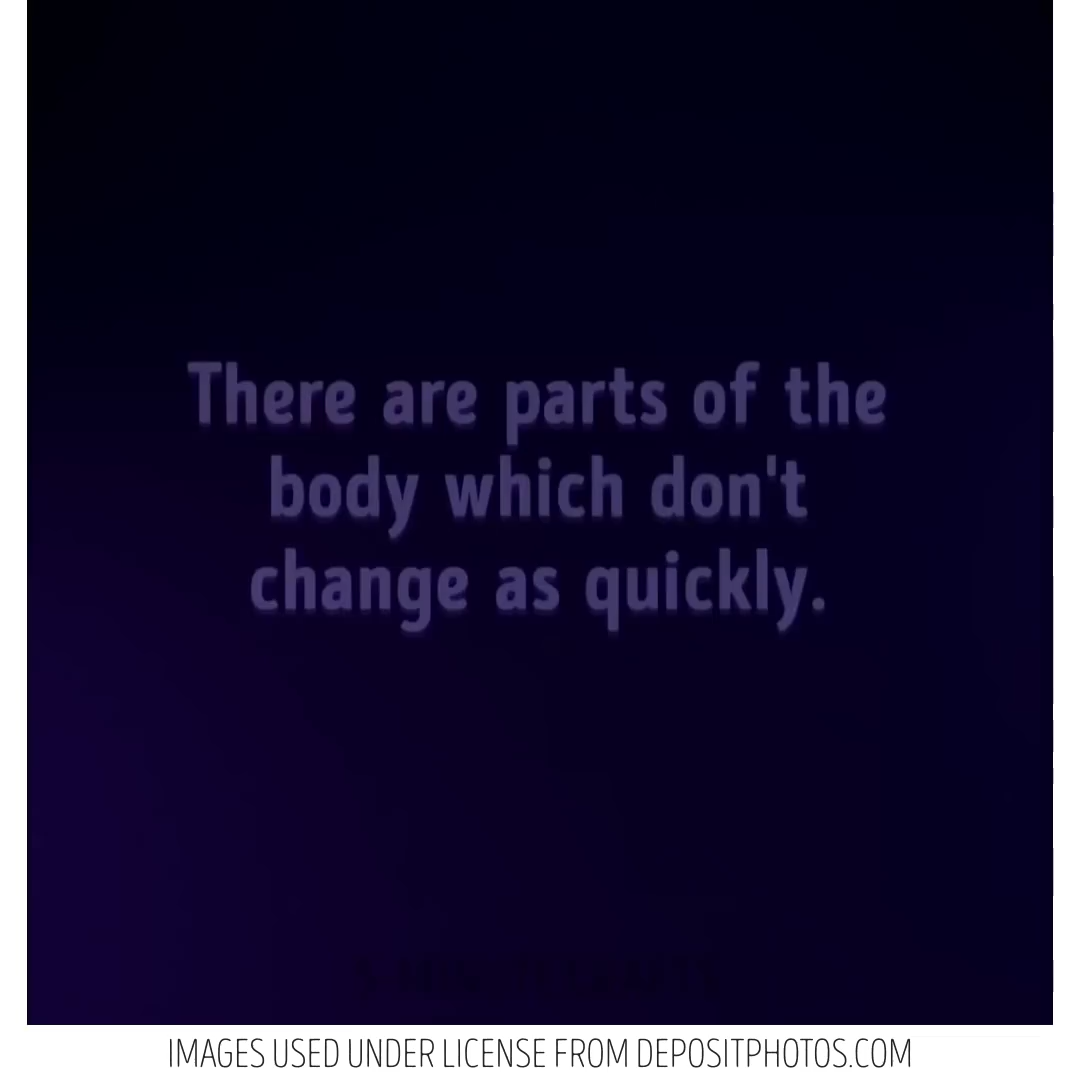 There are parts of the
body which don't
change as quickly.
IMAGES USED UNDER LICENSE FROM DEPOSITPHOTOS.COM